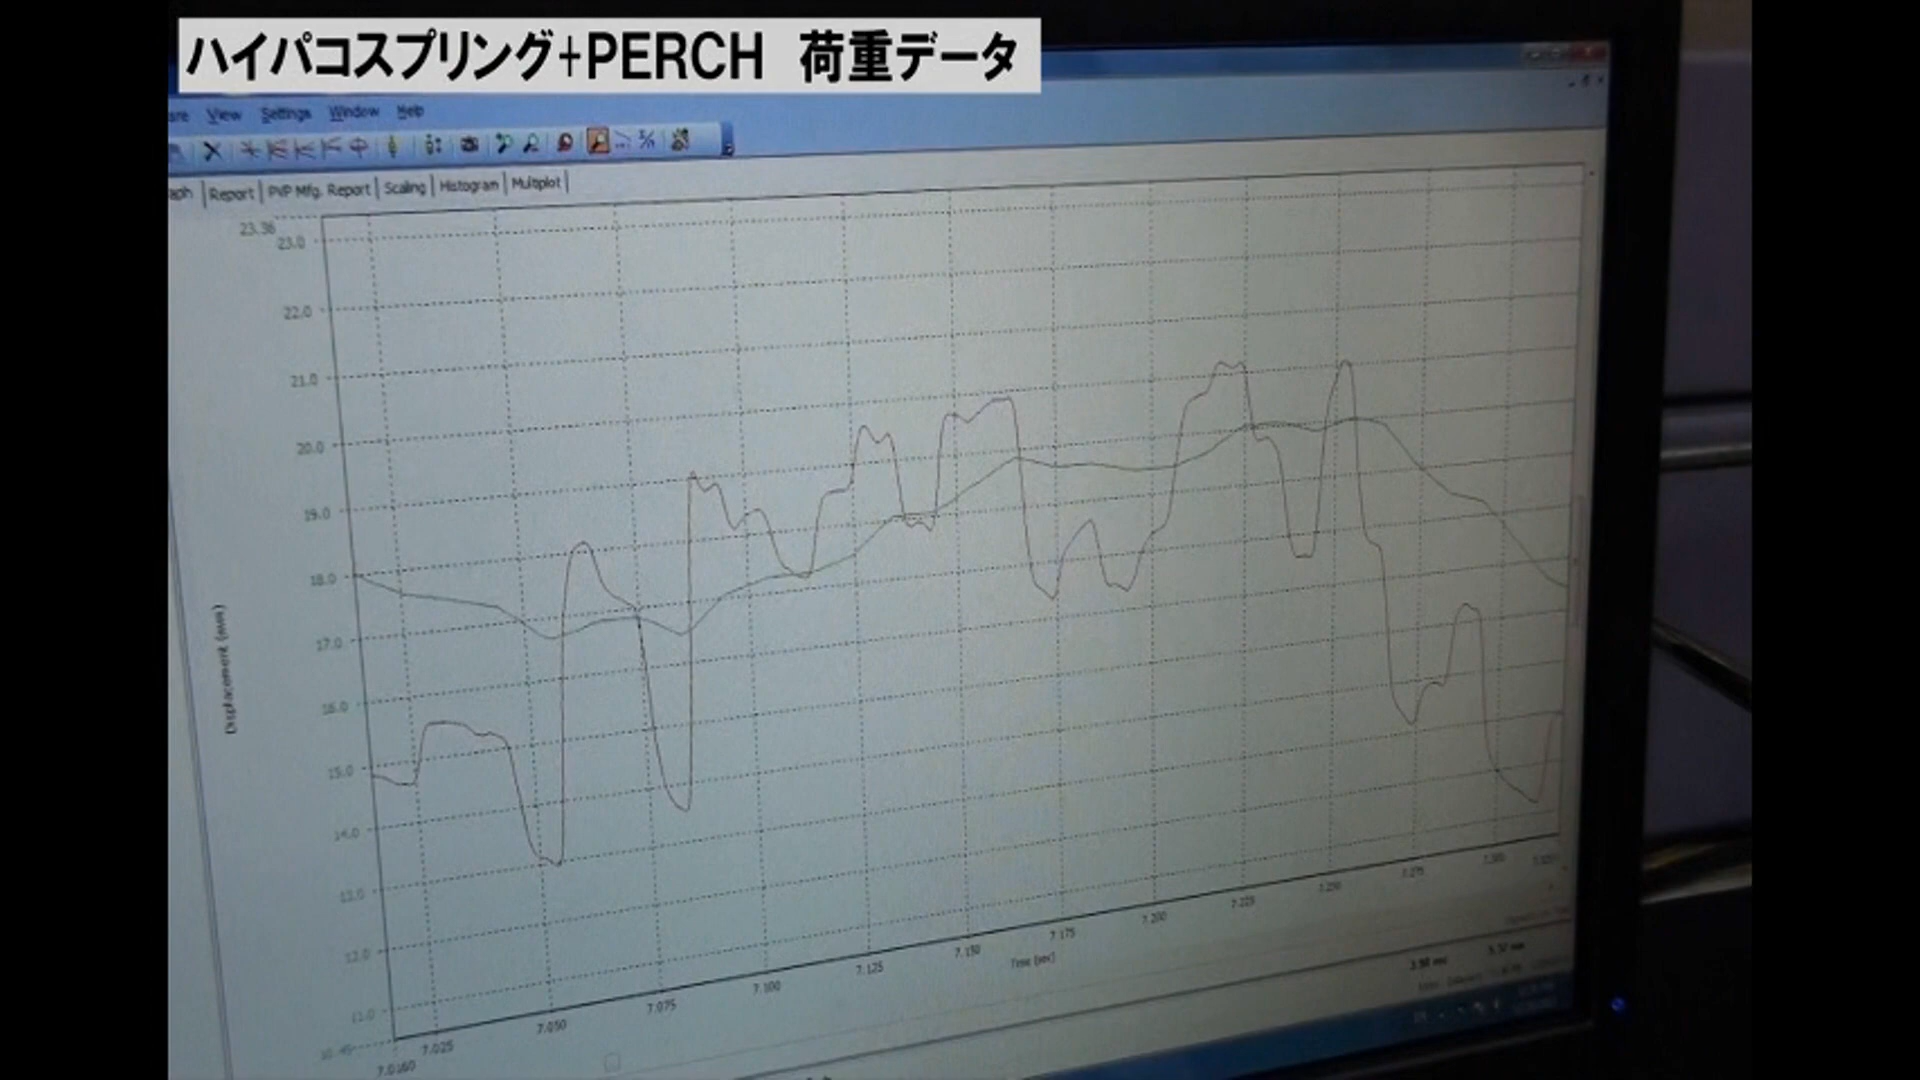 ハイパコスプリング+PERCH 荷重データ
View Settings Window Help
Report PVP Mfg. Report Scaling Histogram Multiplot
23.36
23.0
22.0
21.0
20.0
19.0
18.0
17.0
16.0
15.0
14.0
13.0
12.0
11.0
Displacement (mm)
7.025 7.050 7.075 7.100 7.125 7.150 7.175 7.200 7.225 7.250 7.275 7.300
Time (sec)